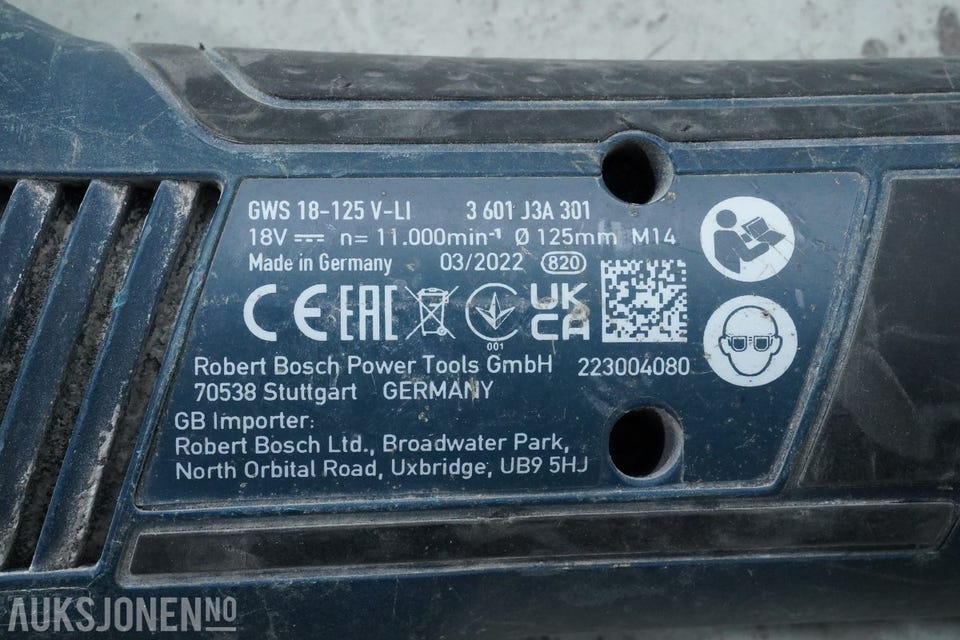 GWS 18-125 V-LI 3 601 J3A 301
18V ⎓ n= 11.000min⁻¹ Ø 125mm M14
Made in Germany 03/2022 820
CE EAC 001 UK CA
Robert Bosch Power Tools GmbH 223004080
70538 Stuttgart GERMANY
GB Importer:
Robert Bosch Ltd., Broadwater Park,
North Orbital Road, Uxbridge, UB9 5HJ
AUKSJONEN NO